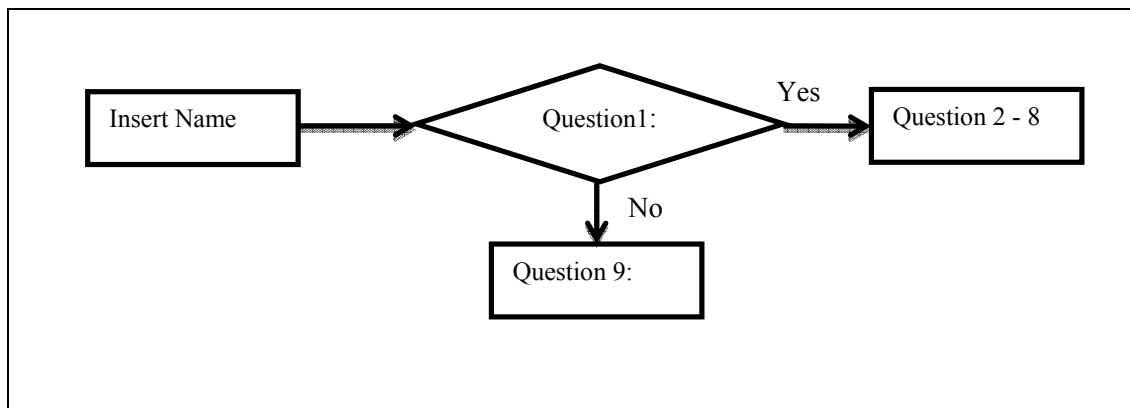 Insert Name
Question1:
Yes
Question 2 - 8
No
Question 9: